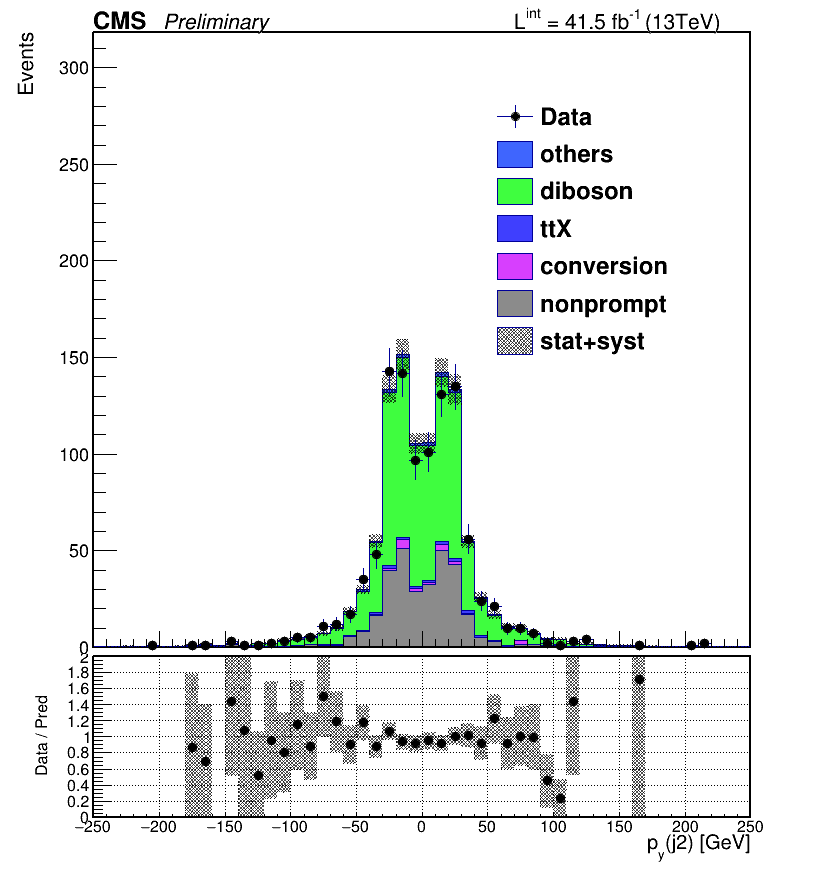 CMS Preliminary L^int = 41.5 fb^-1 (13TeV)
Events
300
250
200
150
100
50
0
Data
others
diboson
ttX
conversion
nonprompt
stat+syst
Data / Pred
2
1.8
1.6
1.4
1.2
1
0.8
0.6
0.4
0.2
0
−250 −200 −150 −100 −50 0 50 100 150 200 250
p_y(j2) [GeV]